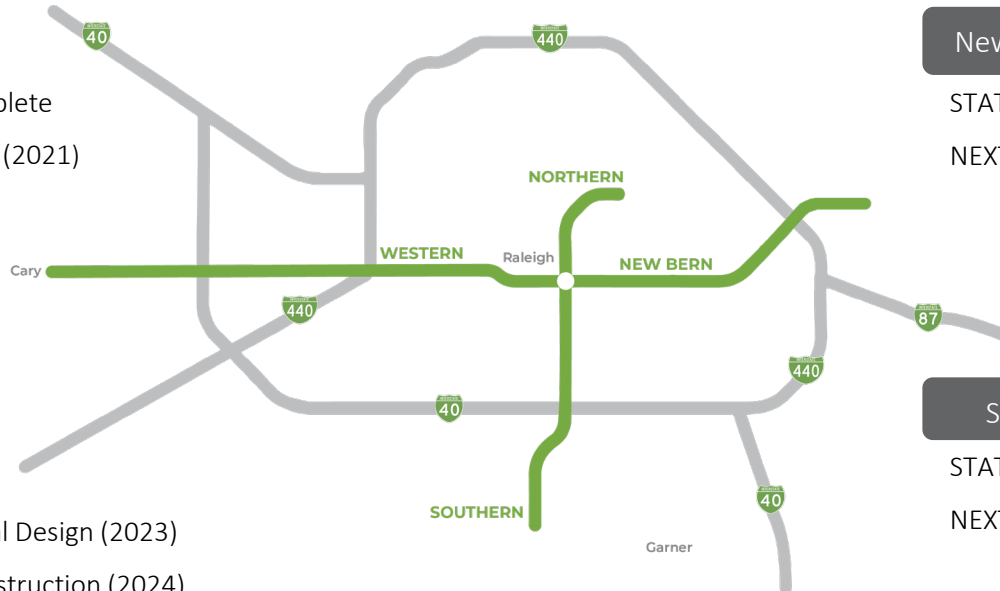 40
440
New
STAT
NEXT
plete
(2021)
NORTHERN
WESTERN
Raleigh
NEW BERN
Cary
440
87
440
40
S
STAT
NEXT
40
SOUTHERN
Garner
l Design (2023)
struction (2024)